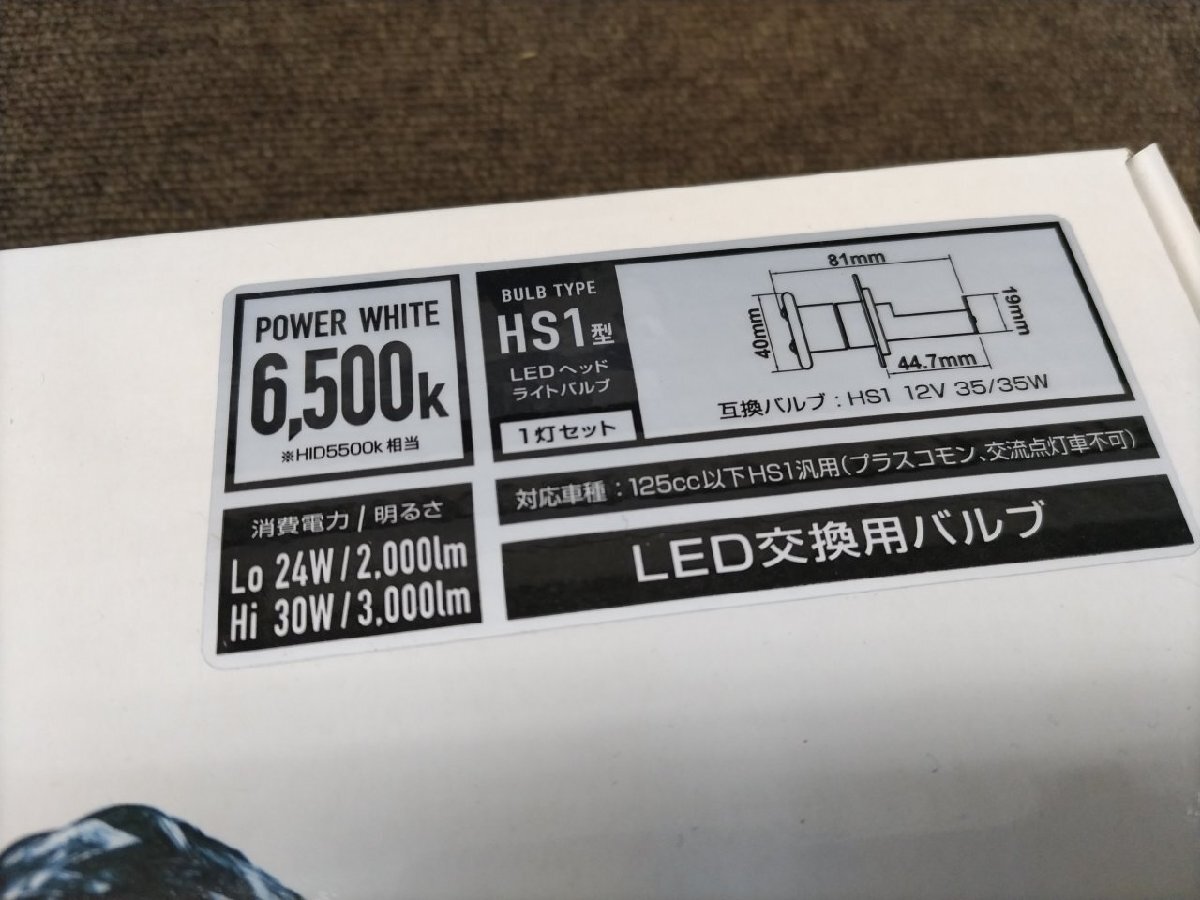 POWER WHITE
6,500k
※HID5500k相当
消費電力/明るさ
Lo 24W/2.000lm
Hi 30W/3.000lm
BULB TYPE
HS1型
LEDヘッド
ライトバルブ
1灯セット
81mm
40mm
19mm
44.7mm
互換バルブ:HS1 12V 35/35W
対応車種:125cc以下HS1汎用(プラスコモン、交流点灯車不可)
LED交換用バルブ